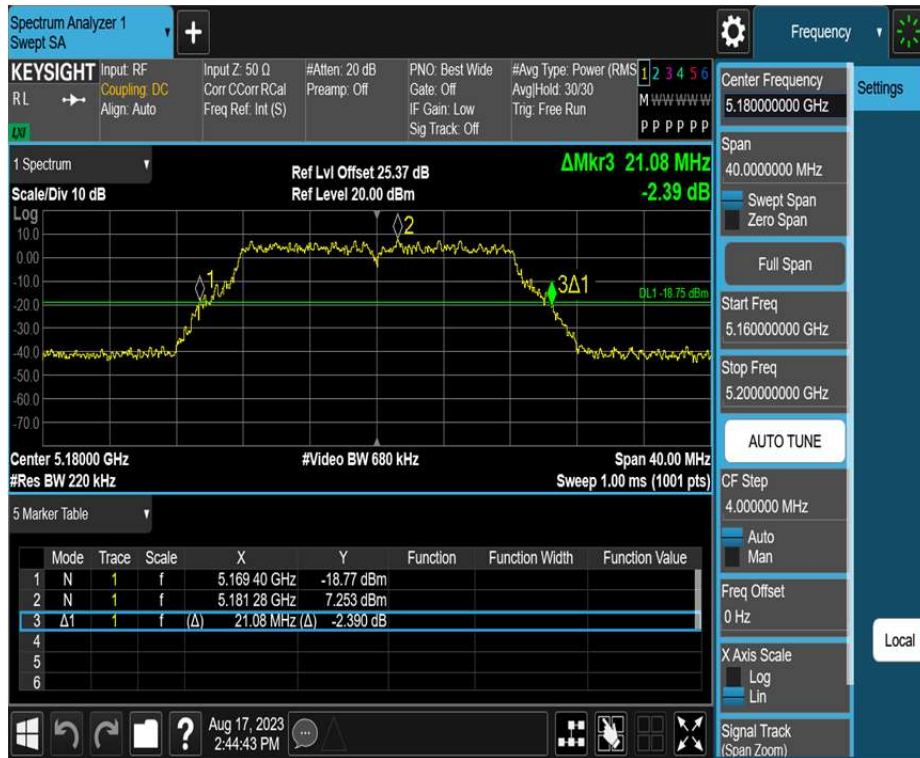 Spectrum Analyzer 1
Swept SA
+
Frequency
KEYSIGHT
RL
LXI
Input: RF
Coupling: DC
Align: Auto
Input Z: 50 Ω
Corr CCorr RCal
Freq Ref: Int (S)
#Atten: 20 dB
Preamp: Off
PNO: Best Wide
Gate: Off
IF Gain: Low
Sig Track: Off
#Avg Type: Power (RMS
Avg|Hold: 30/30
Trig: Free Run
1 2 3 4 5 6
M W W W W W
P P P P P P
Center Frequency
5.180000000 GHz
Settings
Span
40.0000000 MHz
Swept Span
Zero Span
Full Span
Start Freq
5.160000000 GHz
Stop Freq
5.200000000 GHz
AUTO TUNE
CF Step
4.000000 MHz
Auto
Man
Freq Offset
0 Hz
X Axis Scale
Log
Lin
Signal Track
(Span Zoom)
Local
1 Spectrum
Scale/Div 10 dB
Ref Lvl Offset 25.37 dB
Ref Level 20.00 dBm
ΔMkr3 21.08 MHz
-2.39 dB
Log
10.0
0.00
-10.0
-20.0
-30.0
-40.0
-50.0
-60.0
-70.0
1
2
3Δ1
DL1 -18.75 dBm
Center 5.18000 GHz
#Video BW 680 kHz
Span 40.00 MHz
#Res BW 220 kHz
Sweep 1.00 ms (1001 pts)
5 Marker Table
Mode Trace Scale X Y Function Function Width Function Value
1 N 1 f 5.169 40 GHz -18.77 dBm
2 N 1 f 5.181 28 GHz 7.253 dBm
3 Δ1 1 f (Δ) 21.08 MHz (Δ) -2.390 dB
4
5
6
?
Aug 17, 2023
2:44:43 PM